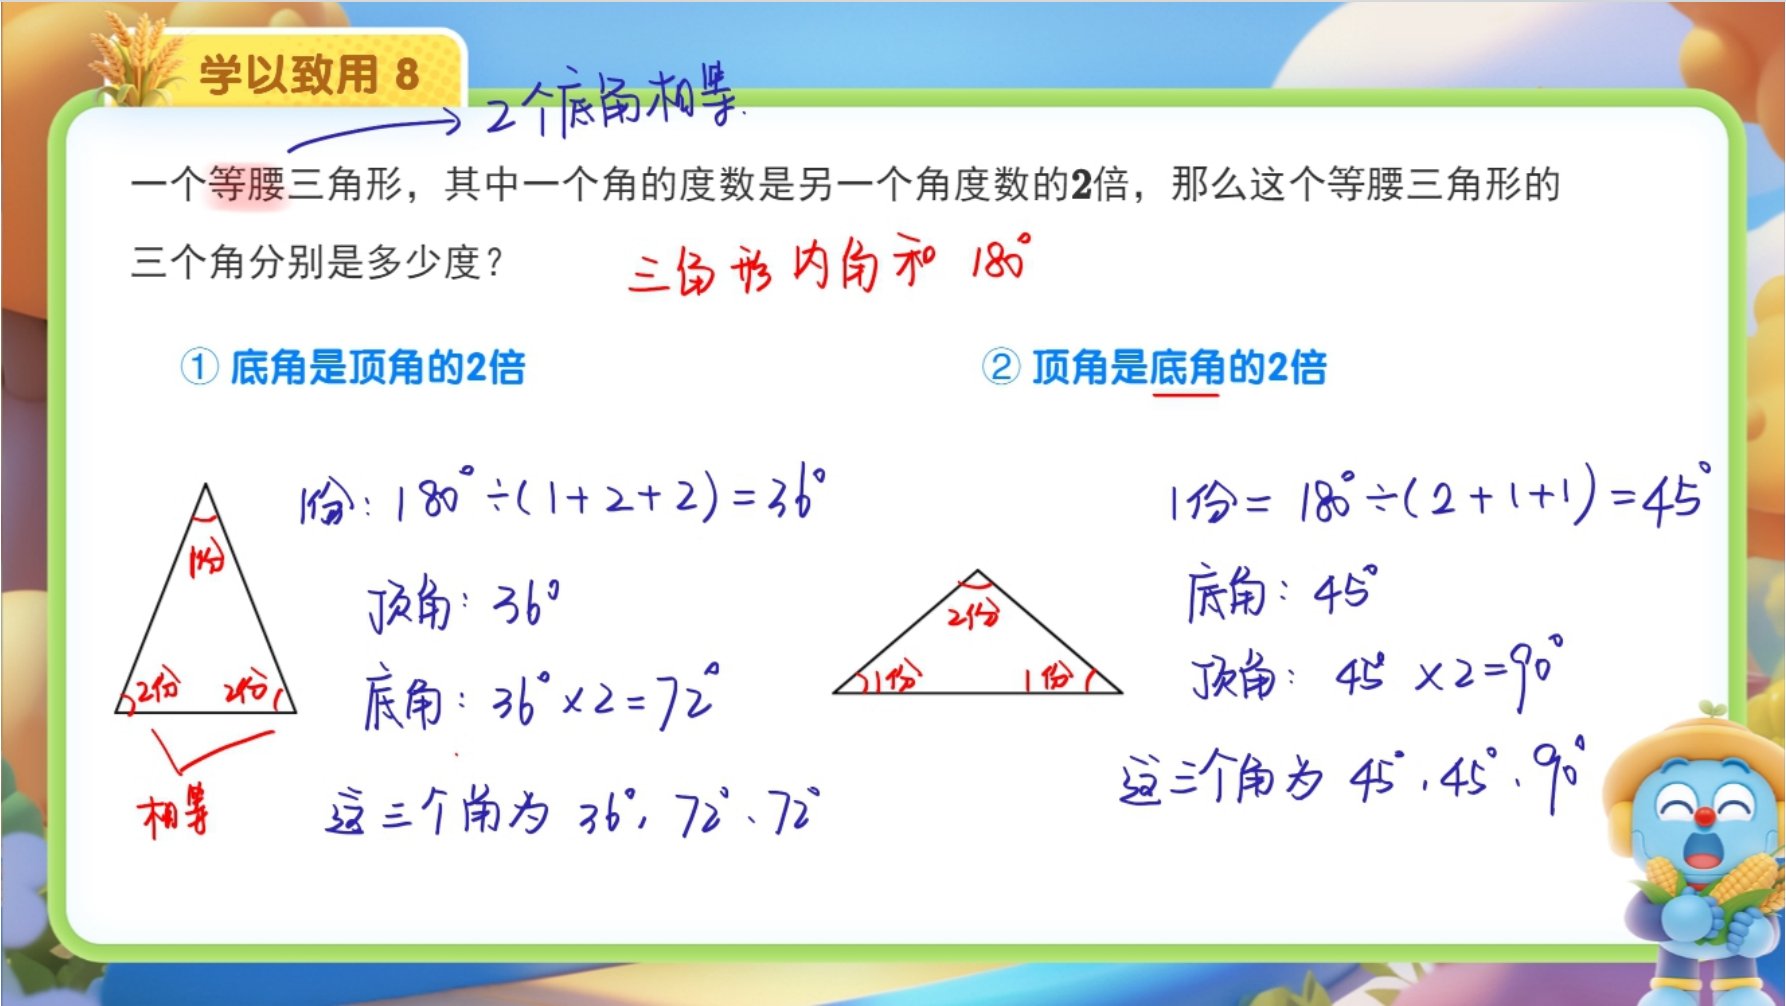 学以致用 8
2个底角相等.
一个等腰三角形，其中一个角的度数是另一个角度数的2倍，那么这个等腰三角形的
三个角分别是多少度？
三角形内角和 180°
① 底角是顶角的2倍
② 顶角是底角的2倍
1份: 180°÷(1+2+2)=36°
顶角: 36°
底角: 36°×2=72°
这三个角为 36°、72°、72°
1份
2份 2份
相等
1份= 180°÷(2+1+1)=45°
底角: 45°
顶角: 45°×2=90°
这三个角为 45°、45°、90°
2份
1份 1份